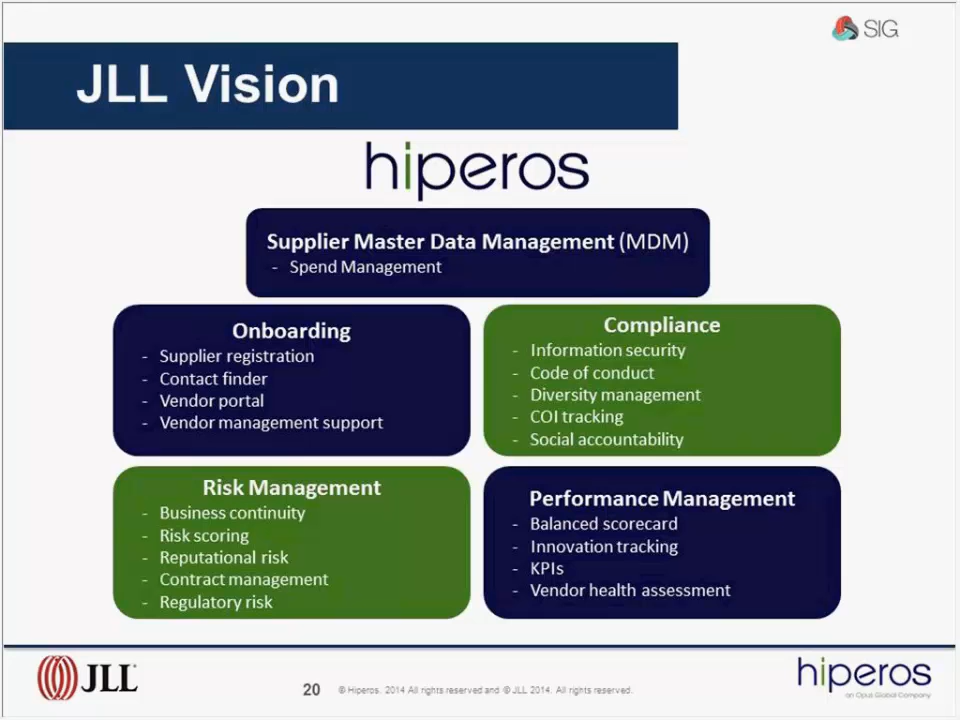 SIG
JLL Vision
hiperos
Supplier Master Data Management (MDM)
- Spend Management
Onboarding
- Supplier registration
- Contact finder
- Vendor portal
- Vendor management support
Compliance
- Information security
- Code of conduct
- Diversity management
- COI tracking
- Social accountability
Risk Management
- Business continuity
- Risk scoring
- Reputational risk
- Contract management
- Regulatory risk
Performance Management
- Balanced scorecard
- Innovation tracking
- KPIs
- Vendor health assessment
JLL
20
© Hiperos. 2014 All rights reserved and © JLL 2014. All rights reserved.
hiperos
an Opus Global Company